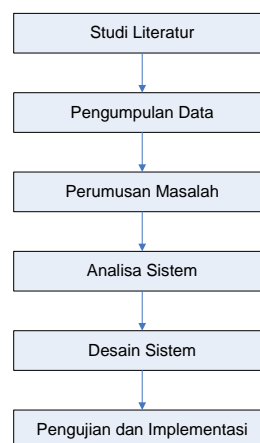 Studi Literatur
Pengumpulan Data
Perumusan Masalah
Analisa Sistem
Desain Sistem
Pengujian dan Implementasi